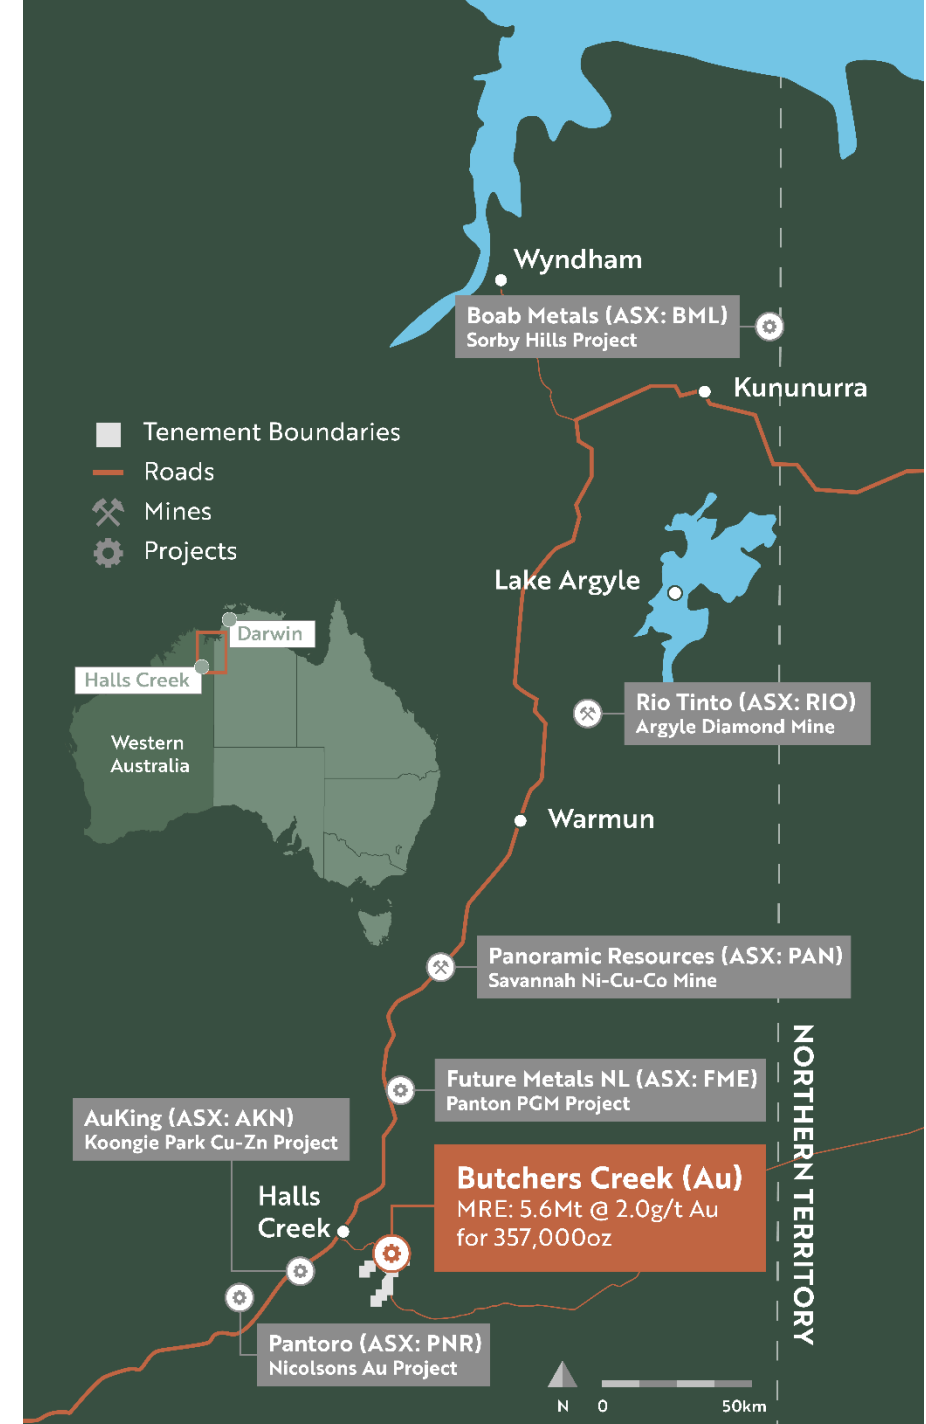 Wyndham
Boab Metals (ASX: BML)
Sorby Hills Project
Kununurra
Tenement Boundaries
Roads
Mines
Projects
Lake Argyle
Darwin
Halls Creek
Western
Australia
Rio Tinto (ASX: RIO)
Argyle Diamond Mine
Warmun
Panoramic Resources (ASX: PAN)
Savannah Ni-Cu-Co Mine
NORTHERN TERRITORY
Future Metals NL (ASX: FME)
Panton PGM Project
AuKing (ASX: AKN)
Koongie Park Cu-Zn Project
Butchers Creek (Au)
MRE: 5.6Mt @ 2.0g/t Au
for 357,000oz
Halls
Creek
Pantoro (ASX: PNR)
Nicolsons Au Project
N
0
50km